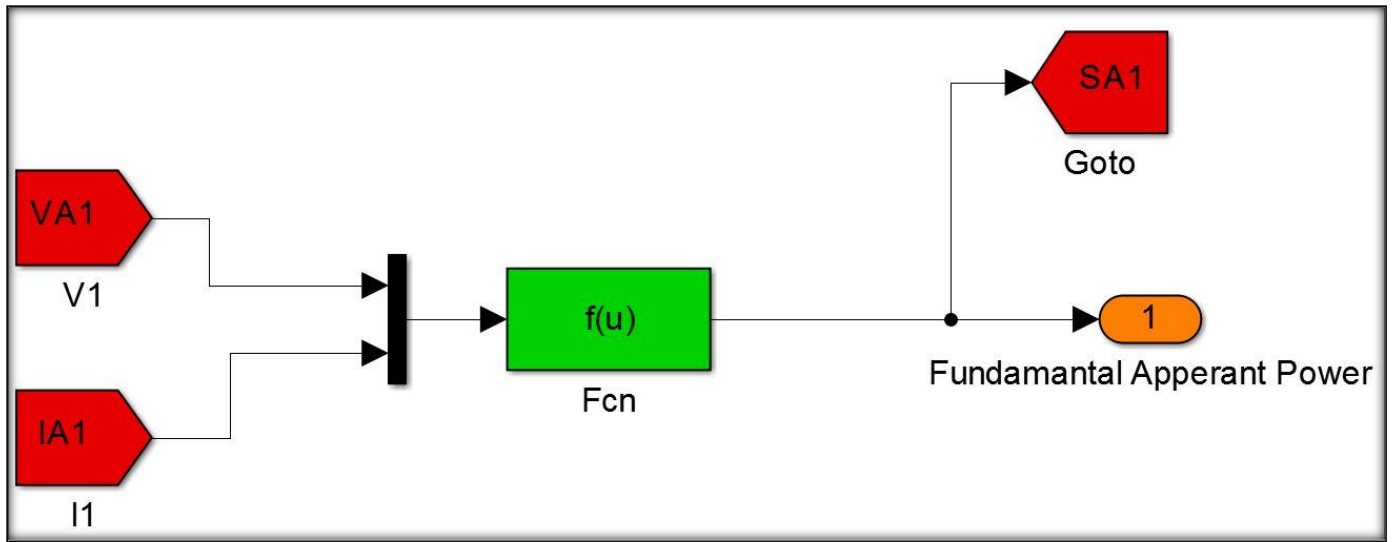 SA1
Goto
VA1
V1
f(u)
Fcn
1
Fundamantal Apperant Power
IA1
I1